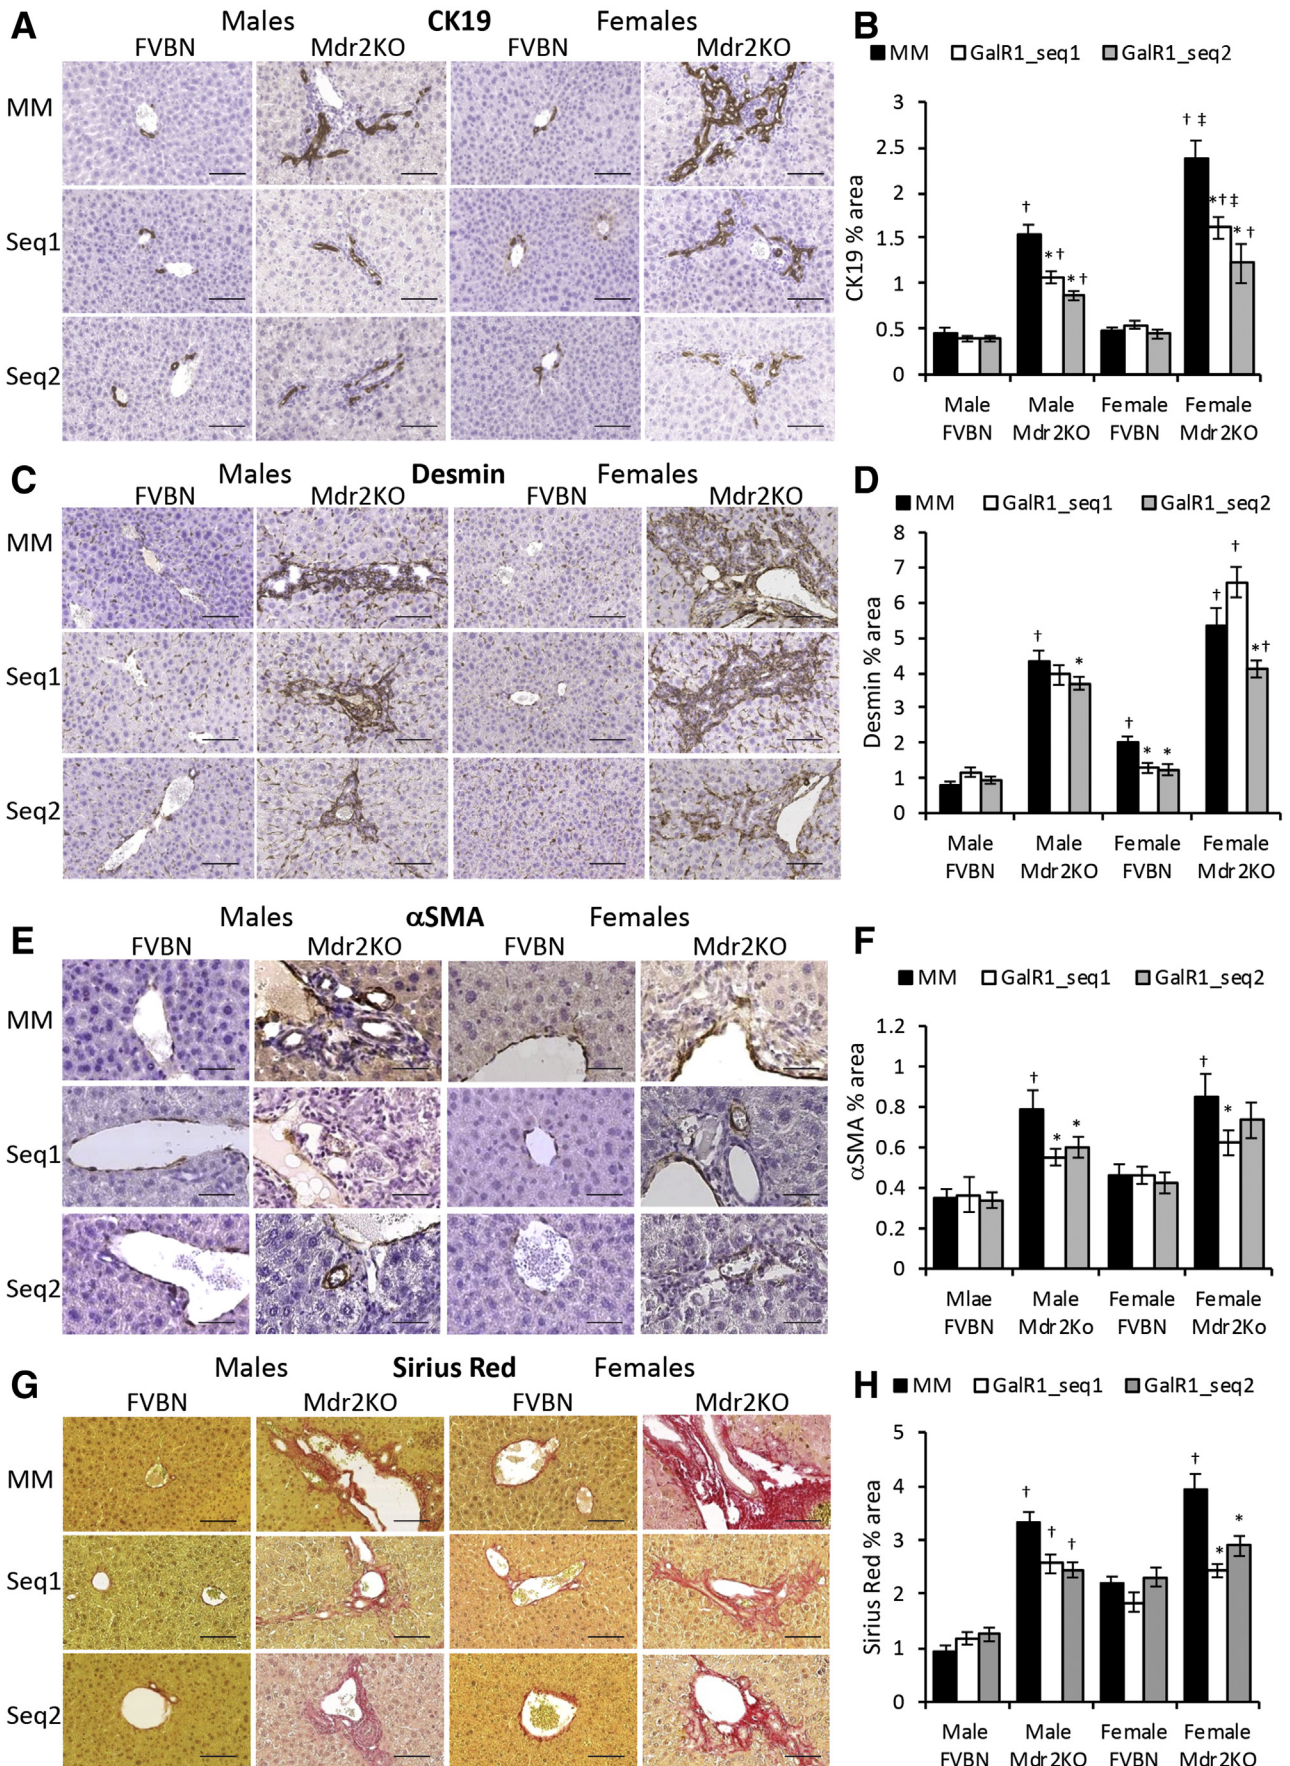 A Males CK19 Females
FVBN Mdr2KO FVBN Mdr2KO
MM
Seq1
Seq2
B
MM GalR1_seq1 GalR1_seq2
CK19 % area
3
2.5
2
1.5
1
0.5
0
† ‡
†
*†‡
*†
*†
*†
Male Male Female Female
FVBN Mdr2KO FVBN Mdr2KO
C Males Desmin Females
FVBN Mdr2KO FVBN Mdr2KO
MM
Seq1
Seq2
D
MM GalR1_seq1 GalR1_seq2
Desmin % area
8
7
6
5
4
3
2
1
0
†
†
†
*†
*
†
* *
Male Male Female Female
FVBN Mdr2KO FVBN Mdr2KO
E Males αSMA Females
FVBN Mdr2KO FVBN Mdr2KO
MM
Seq1
Seq2
F
MM GalR1_seq1 GalR1_seq2
αSMA % area
1.2
1
0.8
0.6
0.4
0.2
0
†
†
*
* *
Mlae Male Female Female
FVBN Mdr2Ko FVBN Mdr2Ko
G Males Sirius Red Females
FVBN Mdr2KO FVBN Mdr2KO
MM
Seq1
Seq2
H
MM GalR1_seq1 GalR1_seq2
Sirius Red % area
5
4
3
2
1
0
†
†
*
† †
*
Male Male Female Female
FVBN Mdr2KO FVBN Mdr2KO